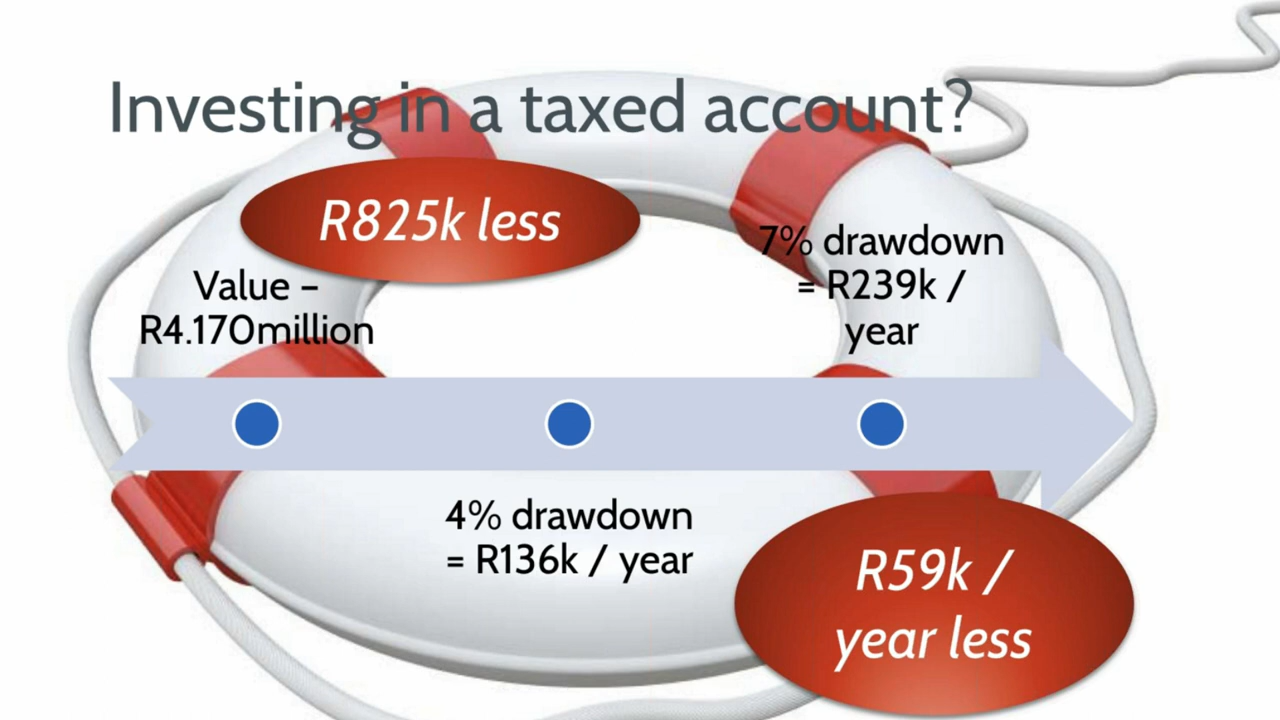 Investing in a taxed account?
R825k less
Value –
R4.170million
7% drawdown
= R239k /
year
4% drawdown
= R136k / year
R59k /
year less